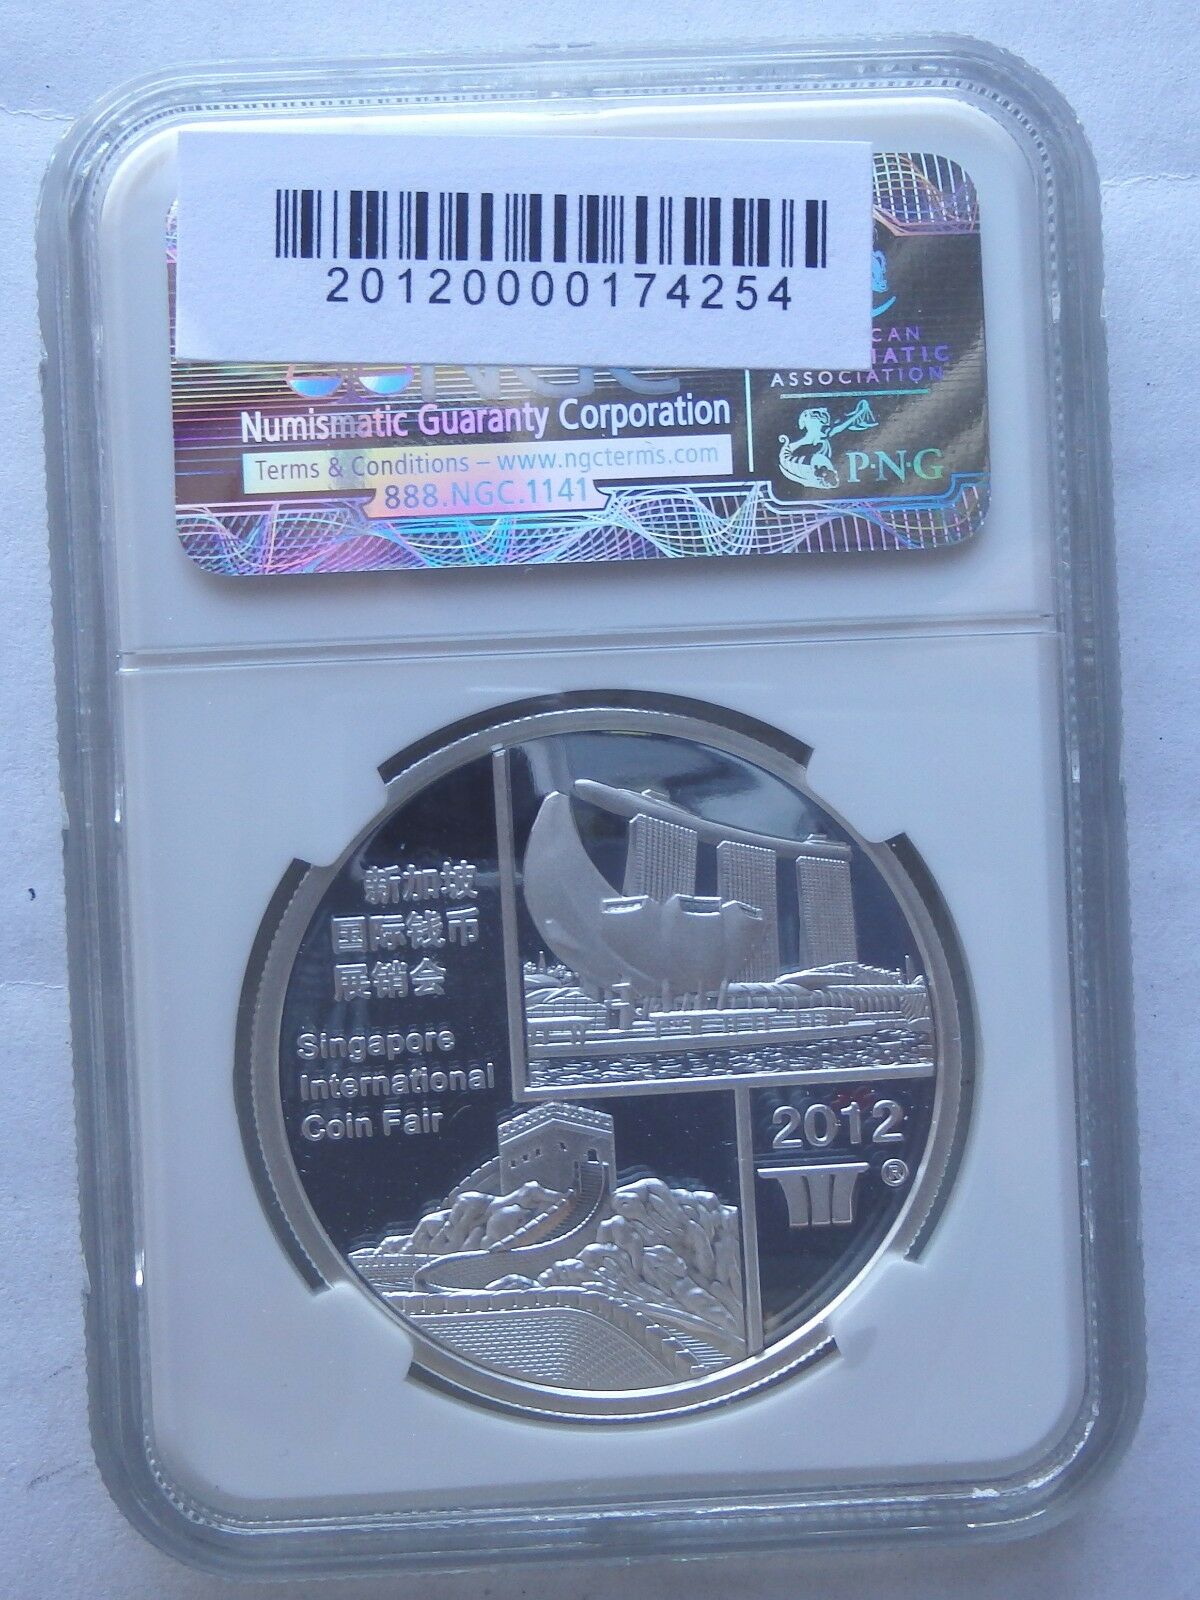 20120000174254
NGC
Numismatic Guaranty Corporation
Terms & Conditions – www.ngcterms.com
888.NGC.1141
ASSOCIATION
P·N·G
新加坡
国际钱币
展销会
Singapore
International
Coin Fair
2012
®